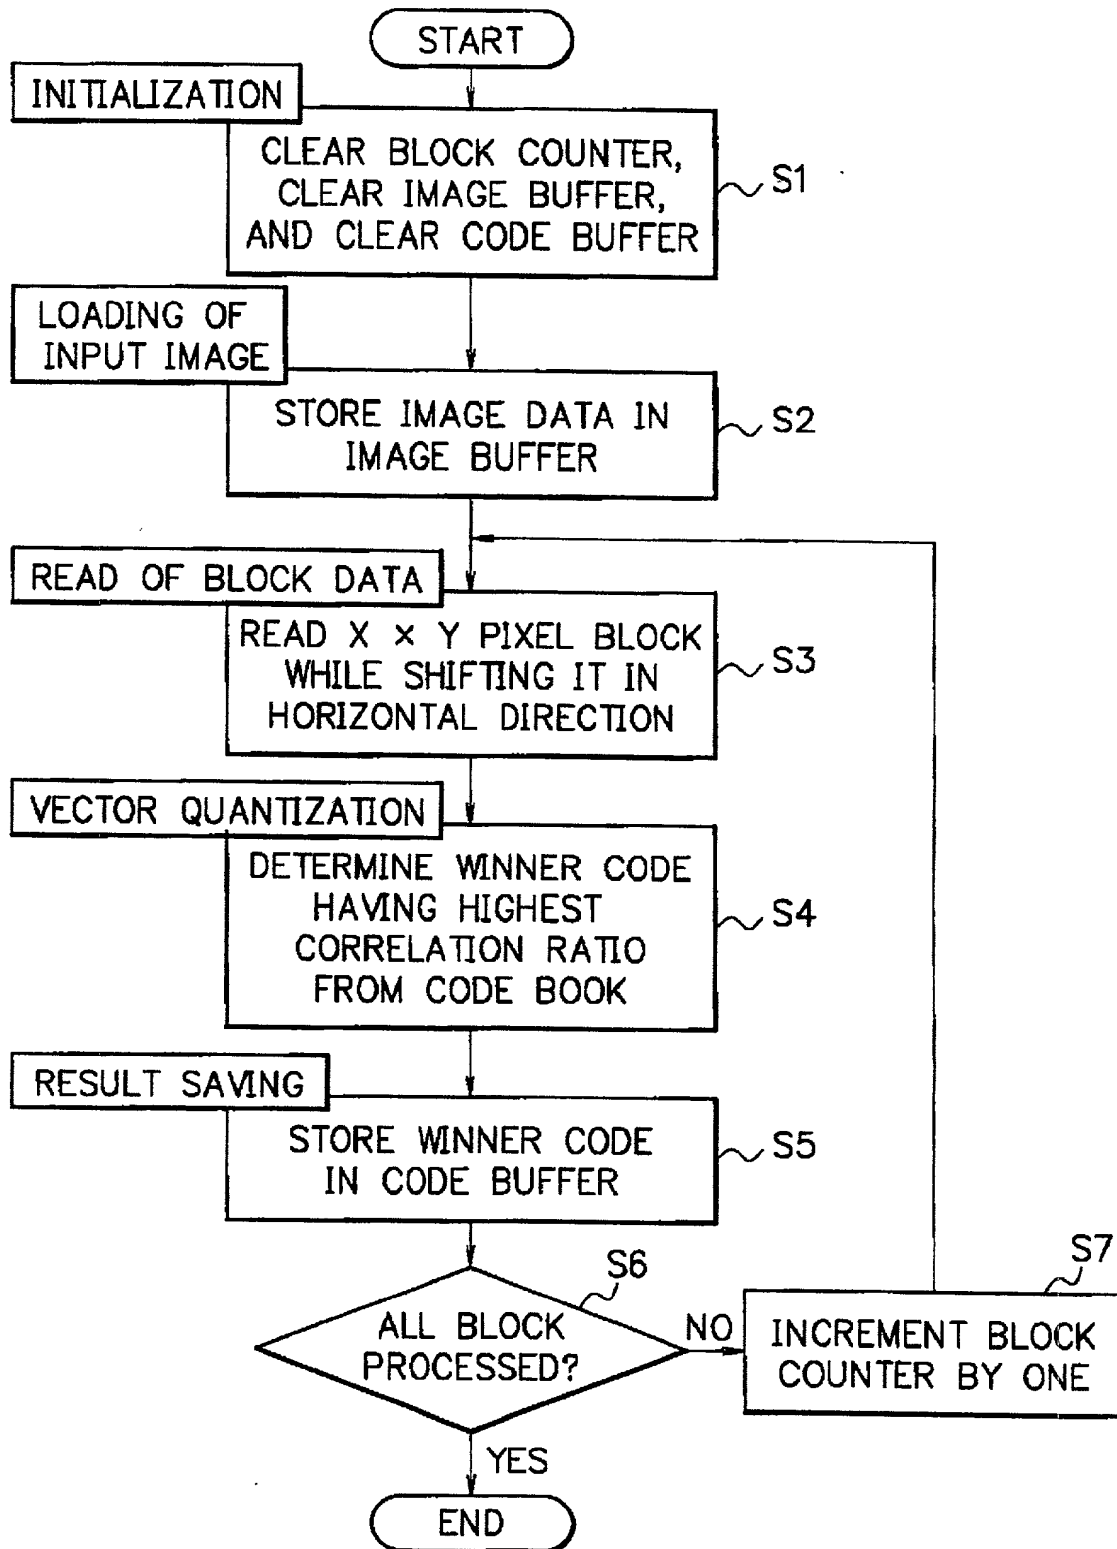 START
INITIALIZATION
CLEAR BLOCK COUNTER,
CLEAR IMAGE BUFFER,
AND CLEAR CODE BUFFER
S1
LOADING OF
INPUT IMAGE
STORE IMAGE DATA IN
IMAGE BUFFER
S2
READ OF BLOCK DATA
READ X × Y PIXEL BLOCK
WHILE SHIFTING IT IN
HORIZONTAL DIRECTION
S3
VECTOR QUANTIZATION
DETERMINE WINNER CODE
HAVING HIGHEST
CORRELATION RATIO
FROM CODE BOOK
S4
RESULT SAVING
STORE WINNER CODE
IN CODE BUFFER
S5
S6
ALL BLOCK
PROCESSED?
NO
S7
INCREMENT BLOCK
COUNTER BY ONE
YES
END